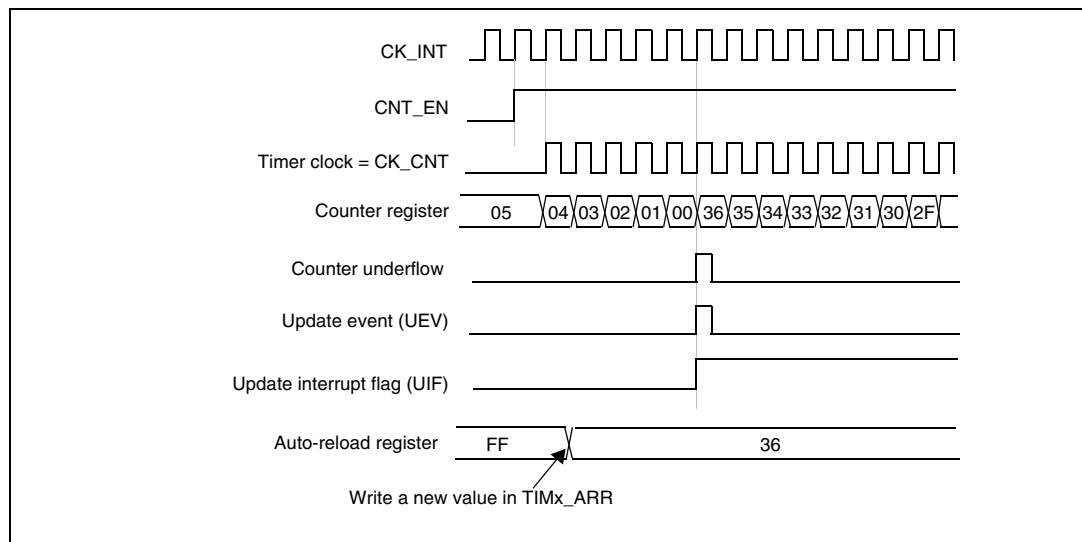 CK_INT
CNT_EN
Timer clock = CK_CNT
Counter register 05 04 03 02 01 00 36 35 34 33 32 31 30 2F
Counter underflow
Update event (UEV)
Update interrupt flag (UIF)
Auto-reload register FF 36
Write a new value in TIMx_ARR